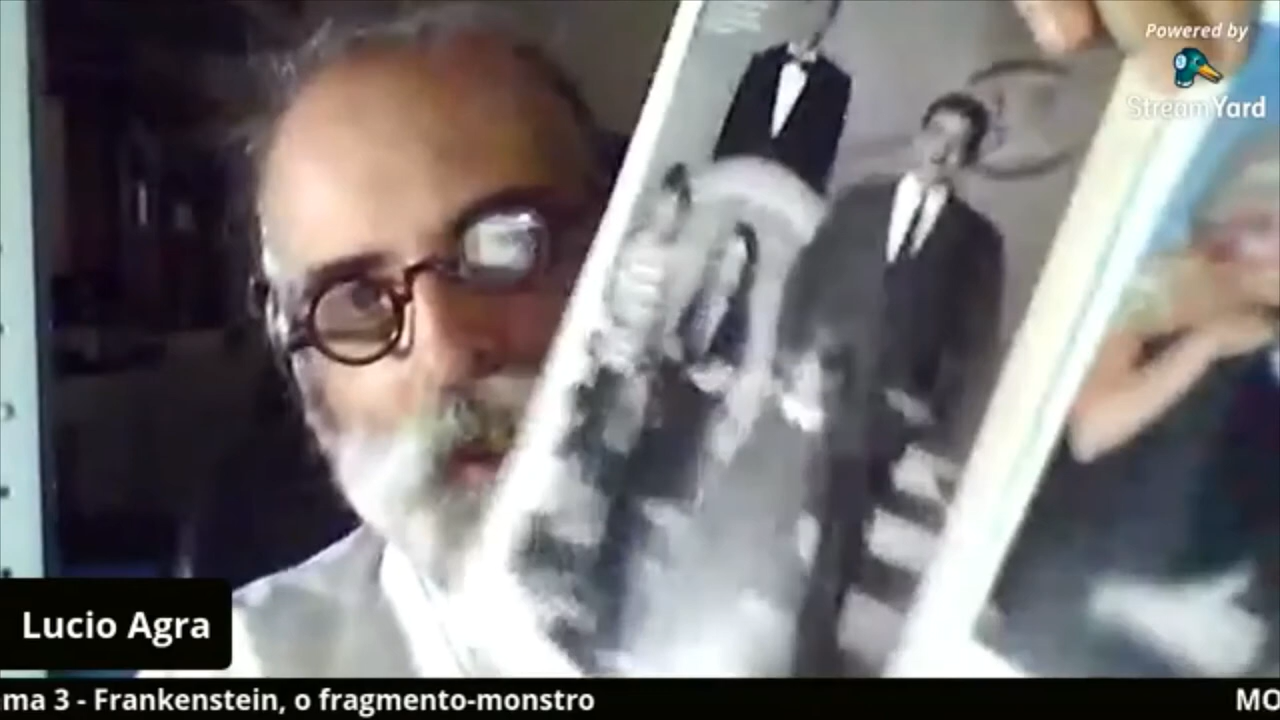 Powered by
StreamYard
Lucio Agra
ma 3 - Frankenstein, o fragmento-monstro
MO